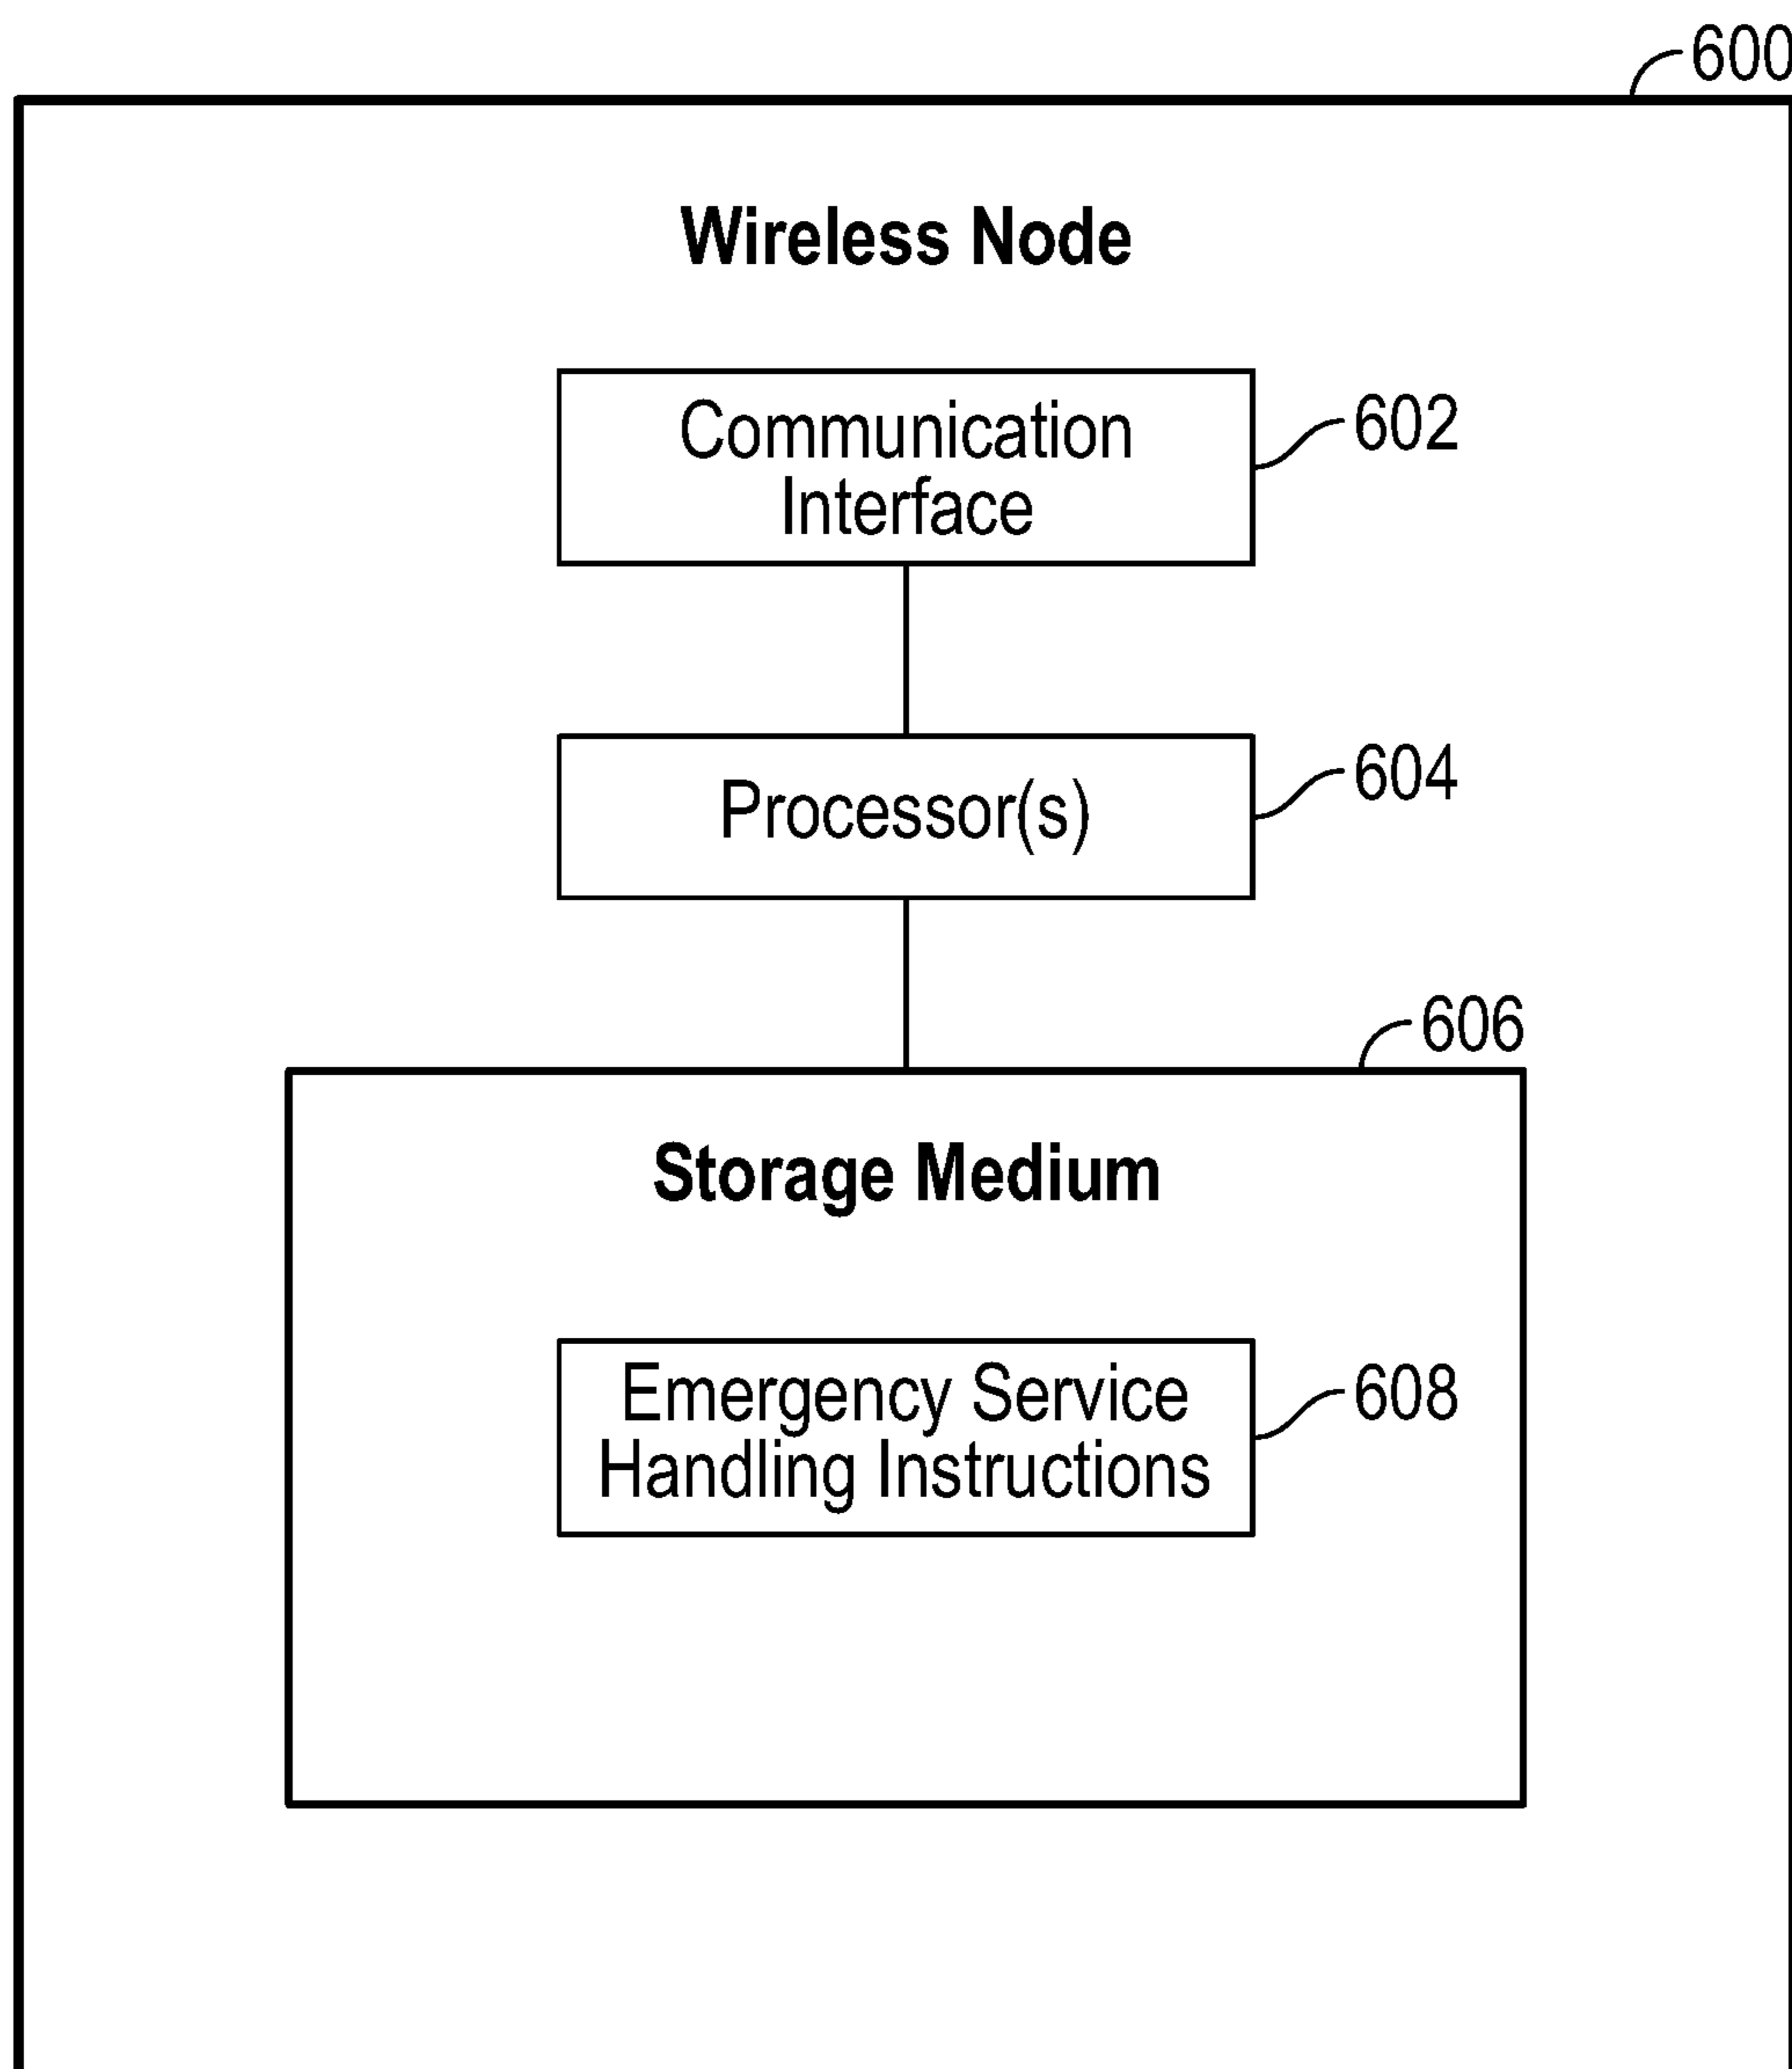 600
Wireless Node
Communication
Interface
602
Processor(s)
604
606
Storage Medium
Emergency Service
Handling Instructions
608